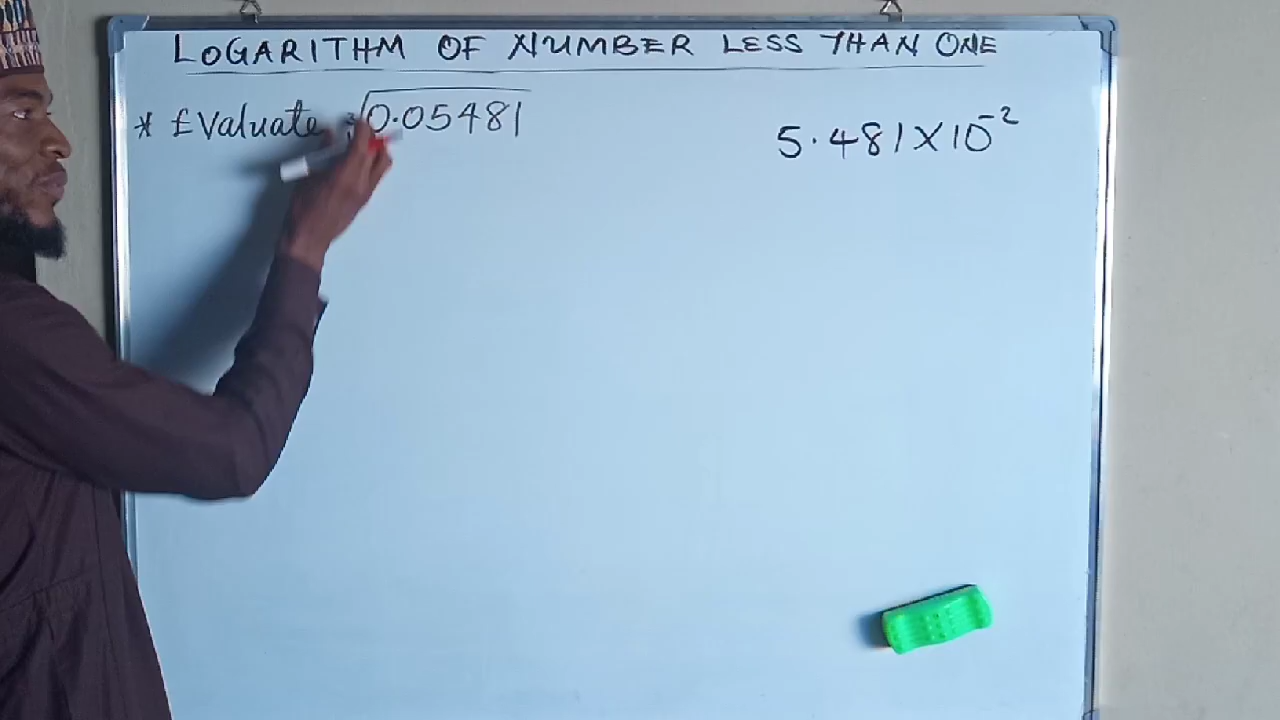 LOGARITHM OF NUMBER LESS THAN ONE
* Evaluate √0.05481
5.481 X 10⁻²